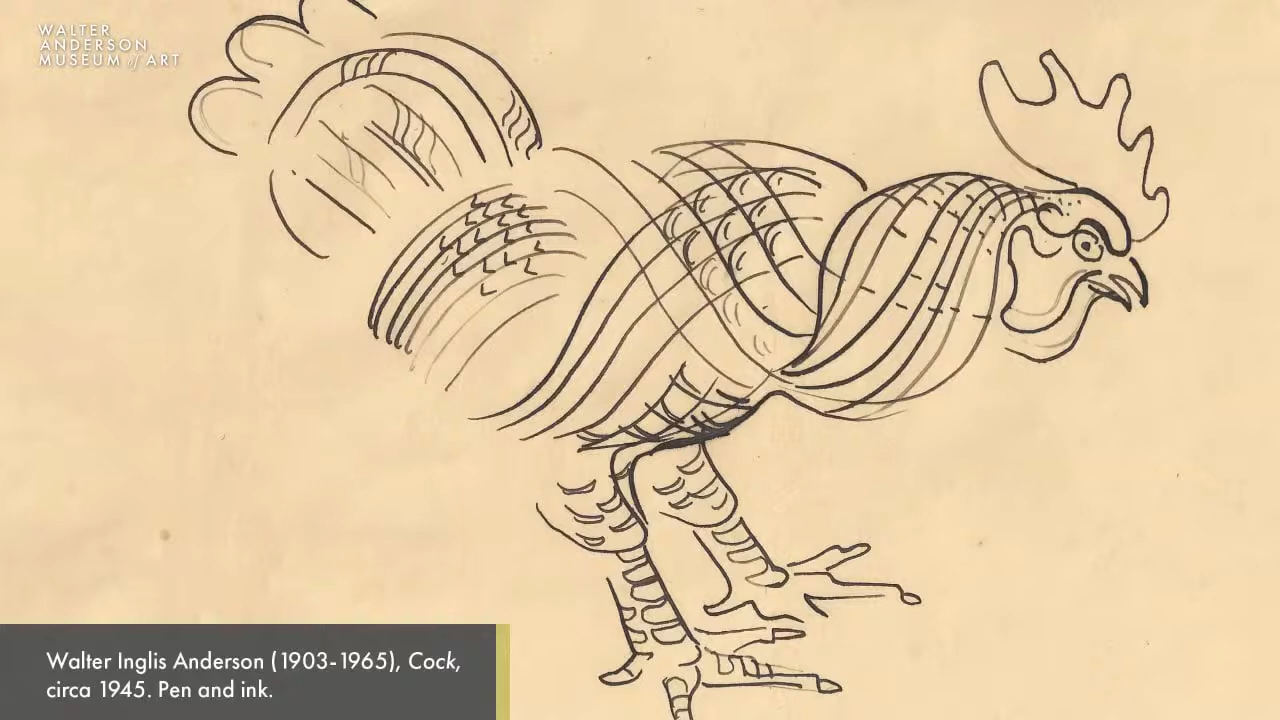 WALTER
ANDERSON
MUSEUM of ART
Walter Inglis Anderson (1903-1965), Cock,
circa 1945. Pen and ink.